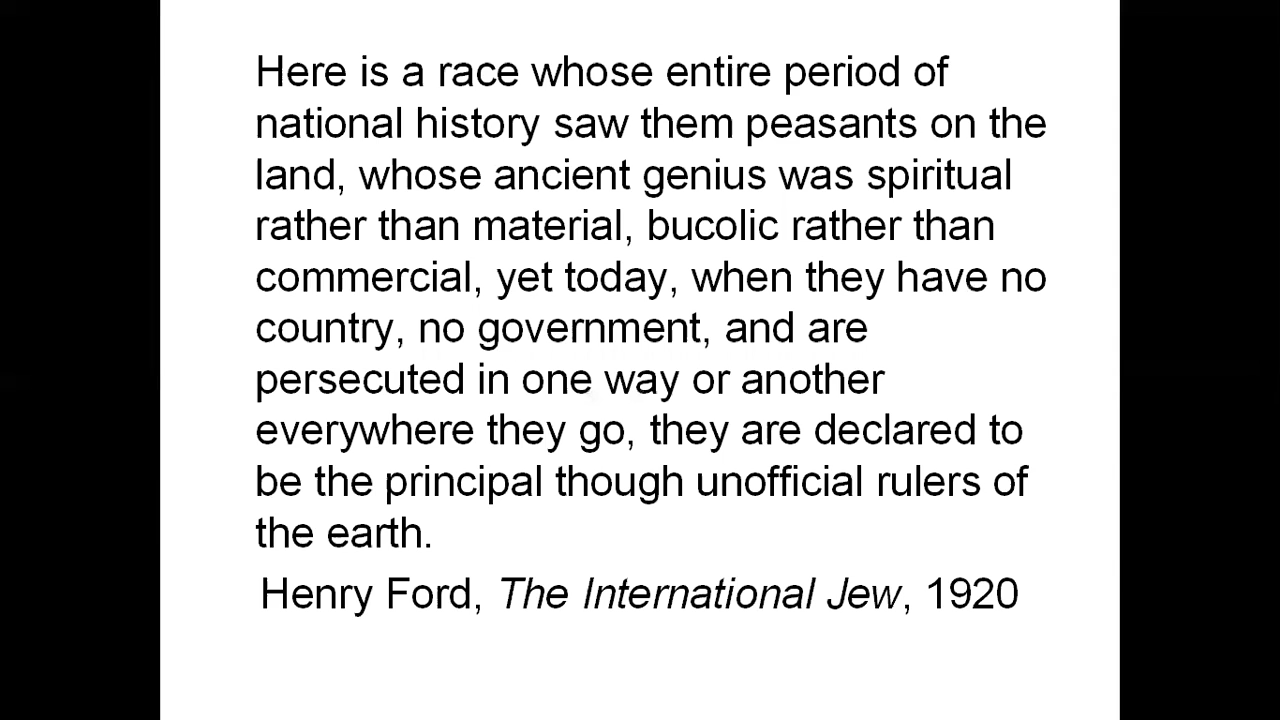 Here is a race whose entire period of
national history saw them peasants on the
land, whose ancient genius was spiritual
rather than material, bucolic rather than
commercial, yet today, when they have no
country, no government, and are
persecuted in one way or another
everywhere they go, they are declared to
be the principal though unofficial rulers of
the earth.
Henry Ford, The International Jew, 1920